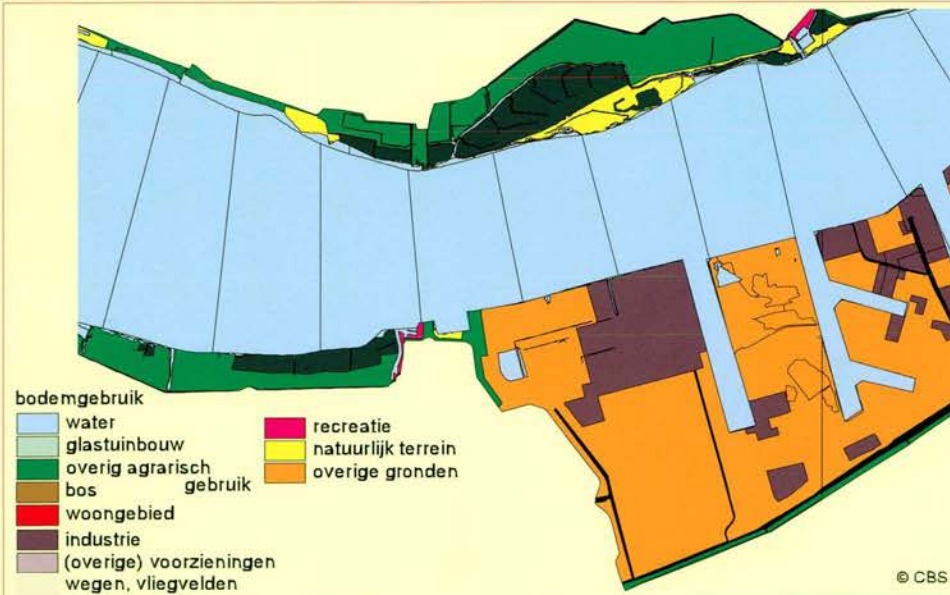 bodemgebruik
water
glastuinbouw
overig agrarisch
gebruik
bos
woongebied
industrie
(overige) voorzieningen
wegen, vliegvelden
recreatie
natuurlijk terrein
overige gronden
© CBS